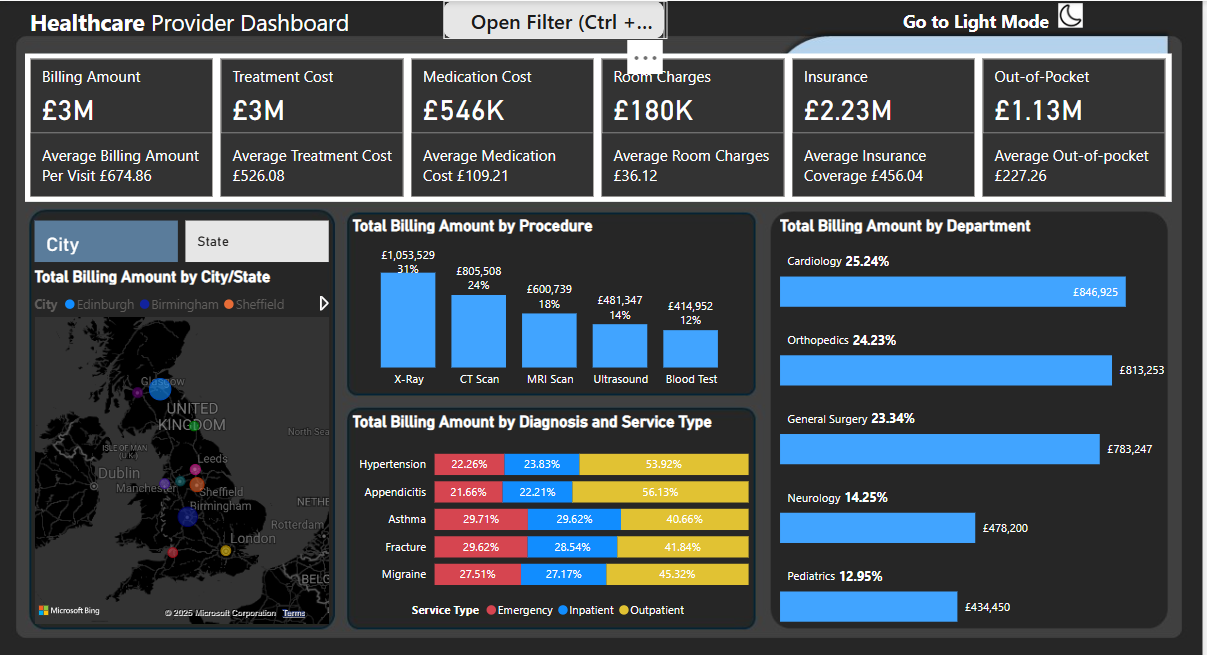 Healthcare Provider Dashboard
Open Filter (Ctrl +...
Go to Light Mode
Billing Amount
£3M
Average Billing Amount
Per Visit £674.86
Treatment Cost
£3M
Average Treatment Cost
£526.08
Medication Cost
£546K
Average Medication
Cost £109.21
Room Charges
£180K
Average Room Charges
£36.12
Insurance
£2.23M
Average Insurance
Coverage £456.04
Out-of-Pocket
£1.13M
Average Out-of-pocket
£227.26
City
State
Total Billing Amount by City/State
City Edinburgh Birmingham Sheffield
Glasgow
UNITED
KINGDOM
North Sea
ISLE OF MAN
(U.K.)
Leeds
Dublin
Manchester
Sheffield
Birmingham
NETHE
Rotterdam
London
BELG
Microsoft Bing
© 2025 Microsoft Corporation Terms
Total Billing Amount by Procedure
£1,053,529
31%
£805,508
24%
£600,739
18%
£481,347
14%
£414,952
12%
X-Ray CT Scan MRI Scan Ultrasound Blood Test
Total Billing Amount by Diagnosis and Service Type
Hypertension 22.26% 23.83% 53.92%
Appendicitis 21.66% 22.21% 56.13%
Asthma 29.71% 29.62% 40.66%
Fracture 29.62% 28.54% 41.84%
Migraine 27.51% 27.17% 45.32%
Service Type Emergency Inpatient Outpatient
Total Billing Amount by Department
Cardiology 25.24%
£846,925
Orthopedics 24.23%
£813,253
General Surgery 23.34%
£783,247
Neurology 14.25%
£478,200
Pediatrics 12.95%
£434,450